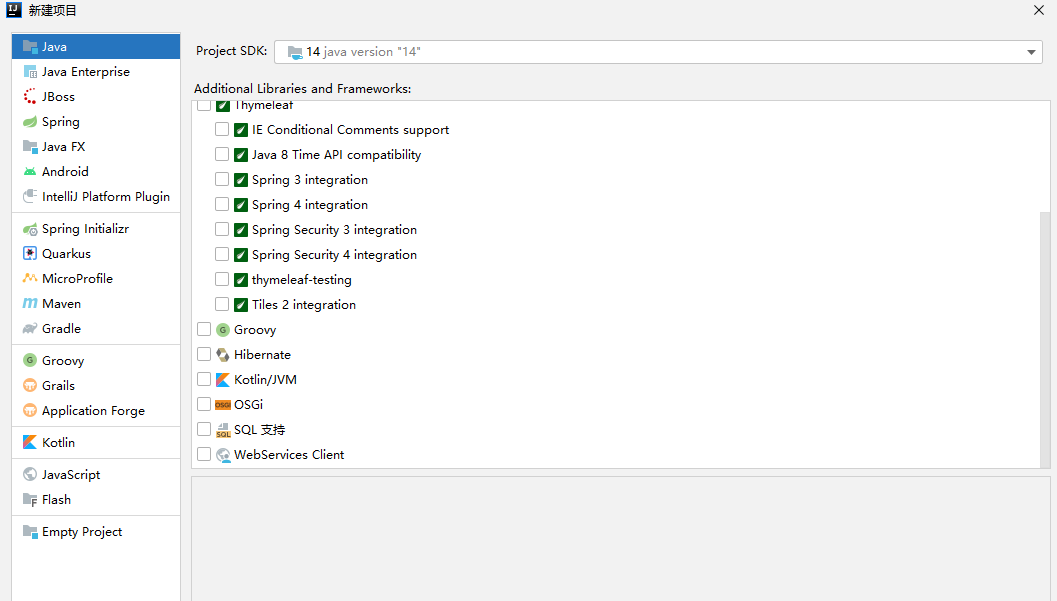 新建项目
Java
Java Enterprise
JBoss
Spring
Java FX
Android
IntelliJ Platform Plugin
Spring Initializr
Quarkus
MicroProfile
Maven
Gradle
Groovy
Grails
Application Forge
Kotlin
JavaScript
Flash
Empty Project
Project SDK: 14 java version "14"
Additional Libraries and Frameworks:
Thymeleaf
IE Conditional Comments support
Java 8 Time API compatibility
Spring 3 integration
Spring 4 integration
Spring Security 3 integration
Spring Security 4 integration
thymeleaf-testing
Tiles 2 integration
Groovy
Hibernate
Kotlin/JVM
OSGi
SQL 支持
WebServices Client